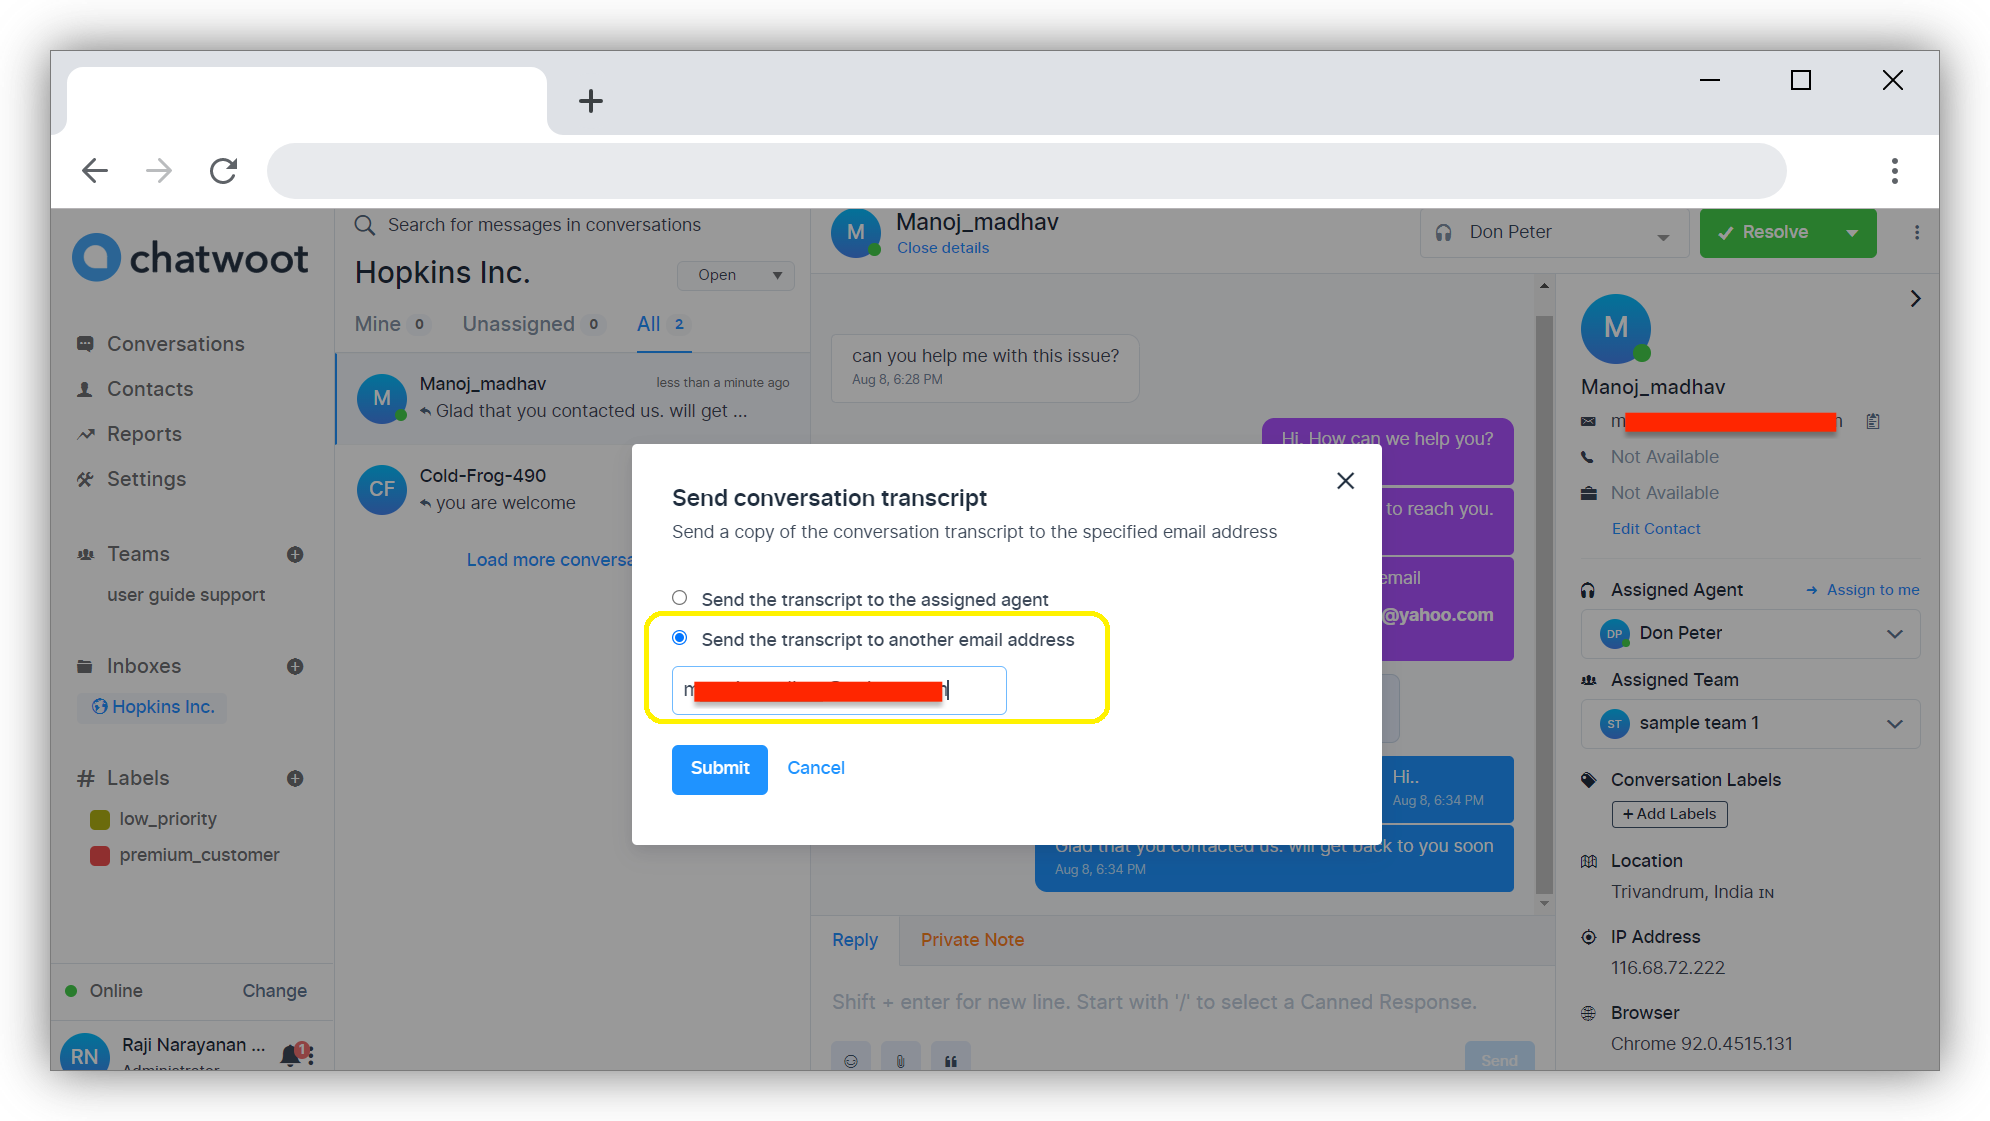 chatwoot
Conversations
Contacts
Reports
Settings
Teams
user guide support
Inboxes
Hopkins Inc.
Labels
low_priority
premium_customer
Online Change
RN Raji Narayanan ... 1
Administrator
Search for messages in conversations
Hopkins Inc. Open
Mine 0 Unassigned 0 All 2
M Manoj_madhav less than a minute ago
Glad that you contacted us. will get ...
CF Cold-Frog-490
you are welcome
Load more conversa
M Manoj_madhav
Close details
Don Peter
Resolve
can you help me with this issue?
Aug 8, 6:28 PM
Hi. How can we help you?
to reach you.
email
@yahoo.com
Hi..
Aug 8, 6:34 PM
Glad that you contacted us. will get back to you soon
Aug 8, 6:34 PM
Send conversation transcript
Send a copy of the conversation transcript to the specified email address
Send the transcript to the assigned agent
Send the transcript to another email address
Submit Cancel
Reply Private Note
Shift + enter for new line. Start with '/' to select a Canned Response.
Send
M
Manoj_madhav
Not Available
Not Available
Edit Contact
Assigned Agent Assign to me
DP Don Peter
Assigned Team
ST sample team 1
Conversation Labels
+ Add Labels
Location
Trivandrum, India IN
IP Address
116.68.72.222
Browser
Chrome 92.0.4515.131